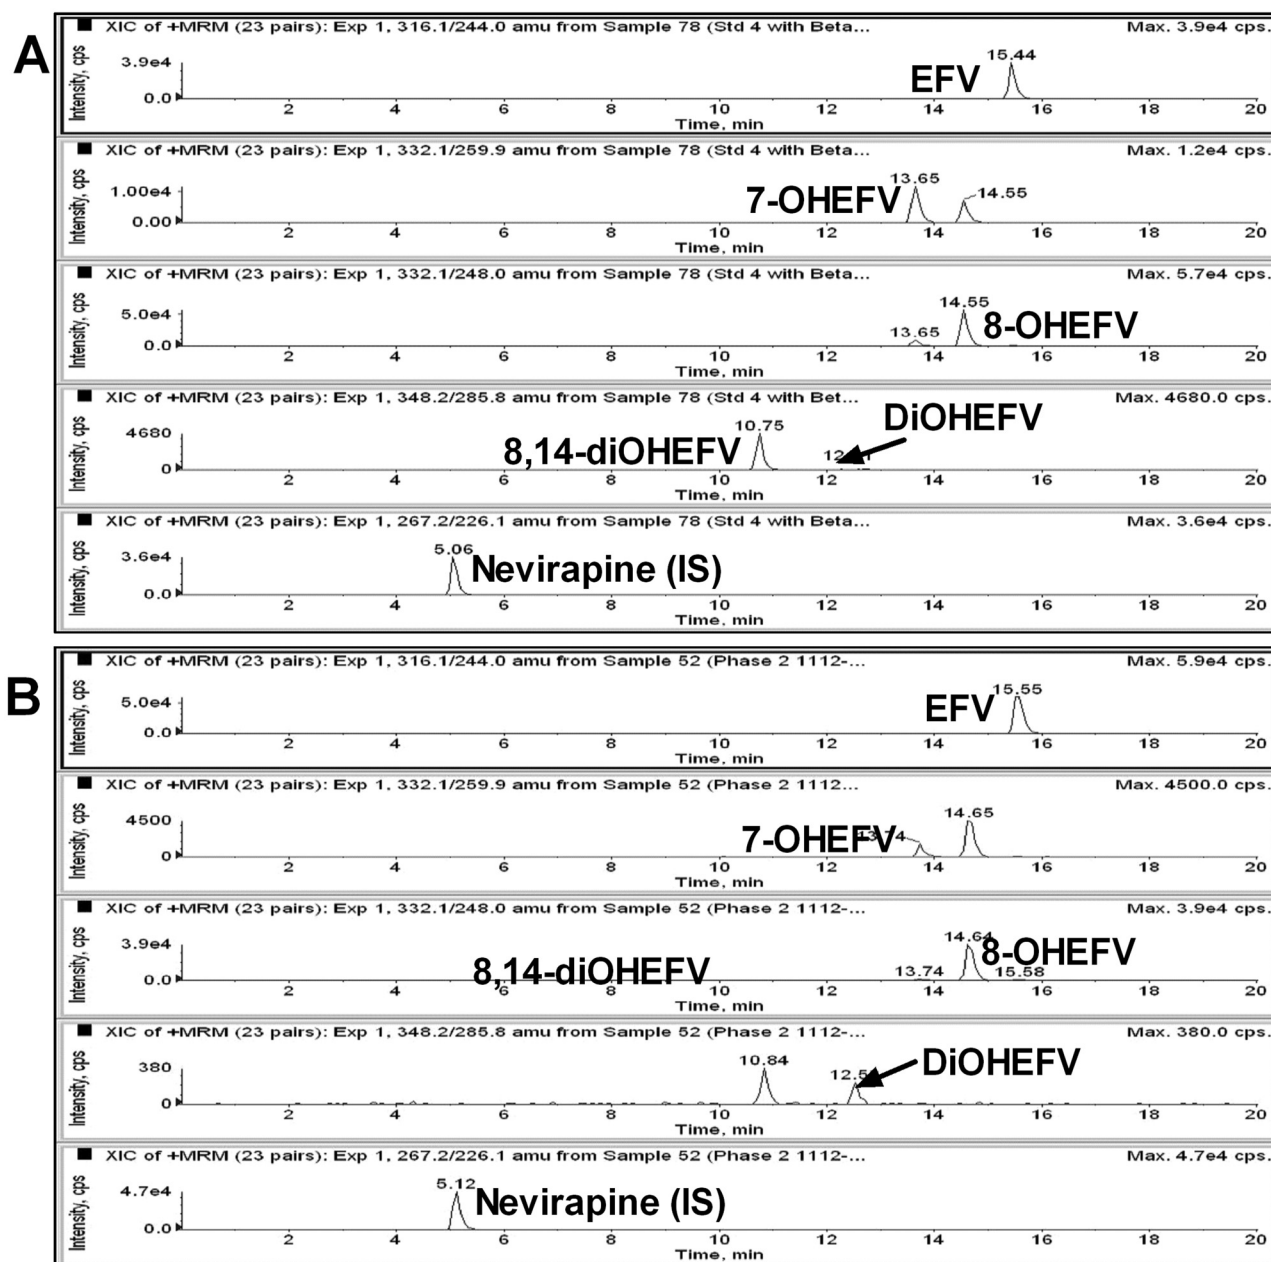 A
XIC of +MRM (23 pairs): Exp 1, 316.1/244.0 amu from Sample 78 (Std 4 with Beta... Max. 3.9e4 cps.
Intensity, cps
3.9e4
0.0
15.44
EFV
2 4 6 8 10 12 14 16 18 20
Time, min
XIC of +MRM (23 pairs): Exp 1, 332.1/259.9 amu from Sample 78 (Std 4 with Beta... Max. 1.2e4 cps.
Intensity, cps
1.00e4
0.00
13.65
14.55
7-OHEFV
2 4 6 8 10 12 14 16 18 20
Time, min
XIC of +MRM (23 pairs): Exp 1, 332.1/248.0 amu from Sample 78 (Std 4 with Beta... Max. 5.7e4 cps.
Intensity, cps
5.0e4
0.0
13.65
14.55
8-OHEFV
2 4 6 8 10 12 14 16 18 20
Time, min
XIC of +MRM (23 pairs): Exp 1, 348.2/285.8 amu from Sample 78 (Std 4 with Bet... Max. 4680.0 cps.
Intensity, cps
4680
0
8,14-diOHEFV
10.75
DiOHEFV
2 4 6 8 10 12 14 16 18 20
Time, min
XIC of +MRM (23 pairs): Exp 1, 267.2/226.1 amu from Sample 78 (Std 4 with Beta... Max. 3.6e4 cps.
Intensity, cps
3.6e4
0.0
5.06
Nevirapine (IS)
2 4 6 8 10 12 14 16 18 20
Time, min
B
XIC of +MRM (23 pairs): Exp 1, 316.1/244.0 amu from Sample 52 (Phase 2 1112-... Max. 5.9e4 cps.
Intensity, cps
5.0e4
0.0
EFV
15.55
2 4 6 8 10 12 14 16 18 20
Time, min
XIC of +MRM (23 pairs): Exp 1, 332.1/259.9 amu from Sample 52 (Phase 2 1112... Max. 4500.0 cps.
Intensity, cps
4500
0
7-OHEFV
13.74
14.65
2 4 6 8 10 12 14 16 18 20
Time, min
XIC of +MRM (23 pairs): Exp 1, 332.1/248.0 amu from Sample 52 (Phase 2 1112-... Max. 3.9e4 cps.
Intensity, cps
3.9e4
0.0
8,14-diOHEFV
13.74
14.64
8-OHEFV
15.58
2 4 6 8 10 12 14 16 18 20
Time, min
XIC of +MRM (23 pairs): Exp 1, 348.2/285.8 amu from Sample 52 (Phase 2 1112-... Max. 380.0 cps.
Intensity, cps
380
0
10.84
DiOHEFV
2 4 6 8 10 12 14 16 18 20
Time, min
XIC of +MRM (23 pairs): Exp 1, 267.2/226.1 amu from Sample 52 (Phase 2 1112-... Max. 4.7e4 cps.
Intensity, cps
4.7e4
0.0
5.12
Nevirapine (IS)
2 4 6 8 10 12 14 16 18 20
Time, min